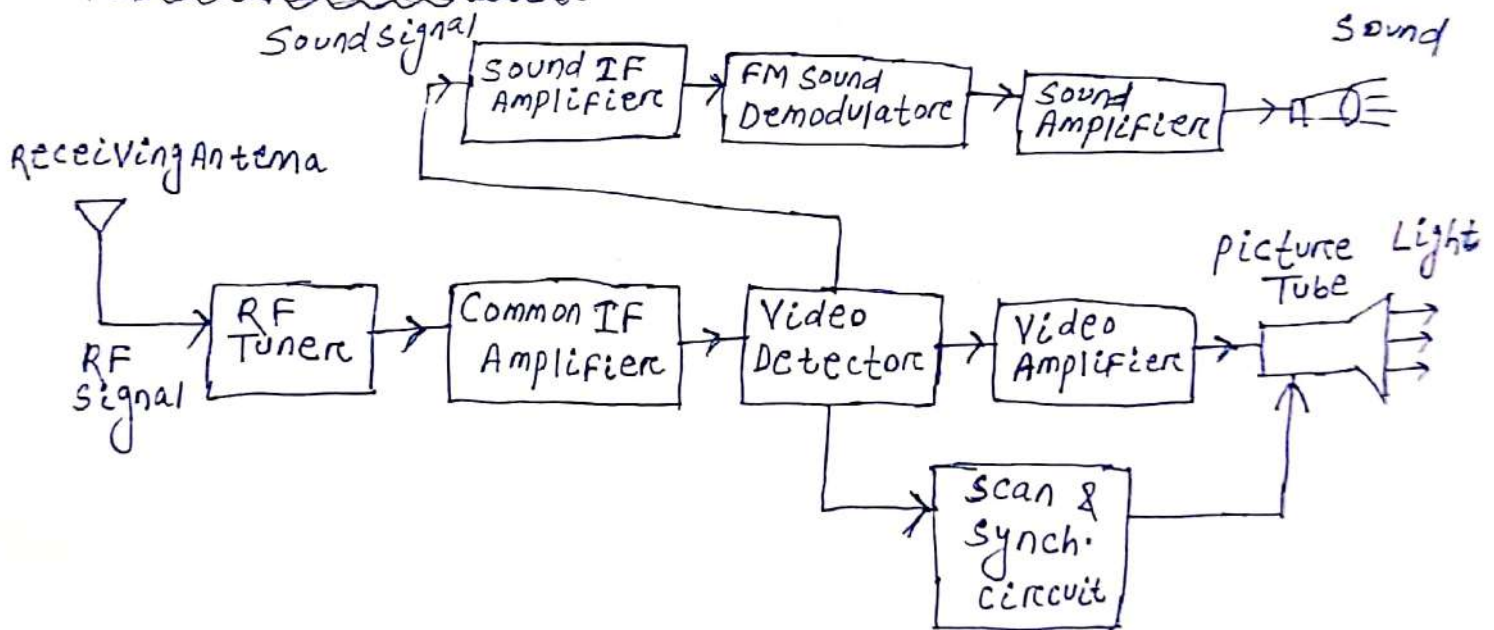 Sound signal
Sound IF
Amplifier
FM Sound
Demodulator
Sound
Amplifier
Sound
Receiving Antenna
RF
Signal
RF
Tuner
Common IF
Amplifier
Video
Detector
Video
Amplifier
Picture
Tube
Light
Scan &
Synch.
circuit